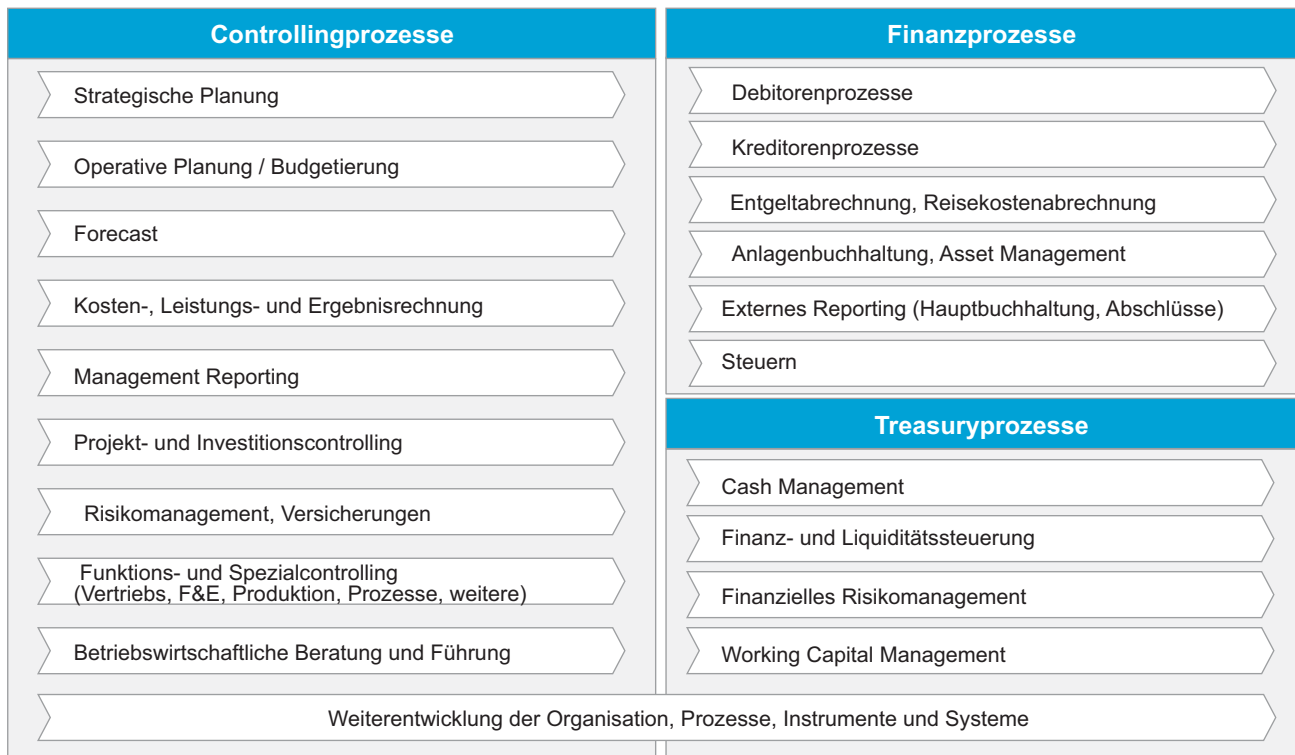 Controllingprozesse
Strategische Planung
Operative Planung / Budgetierung
Forecast
Kosten-, Leistungs- und Ergebnisrechnung
Management Reporting
Projekt- und Investitionscontrolling
Risikomanagement, Versicherungen
Funktions- und Spezialcontrolling
(Vertriebs, F&E, Produktion, Prozesse, weitere)
Betriebswirtschaftliche Beratung und Führung
Finanzprozesse
Debitorenprozesse
Kreditorenprozesse
Entgeltabrechnung, Reisekostenabrechnung
Anlagenbuchhaltung, Asset Management
Externes Reporting (Hauptbuchhaltung, Abschlüsse)
Steuern
Treasuryprozesse
Cash Management
Finanz- und Liquiditätssteuerung
Finanzielles Risikomanagement
Working Capital Management
Weiterentwicklung der Organisation, Prozesse, Instrumente und Systeme